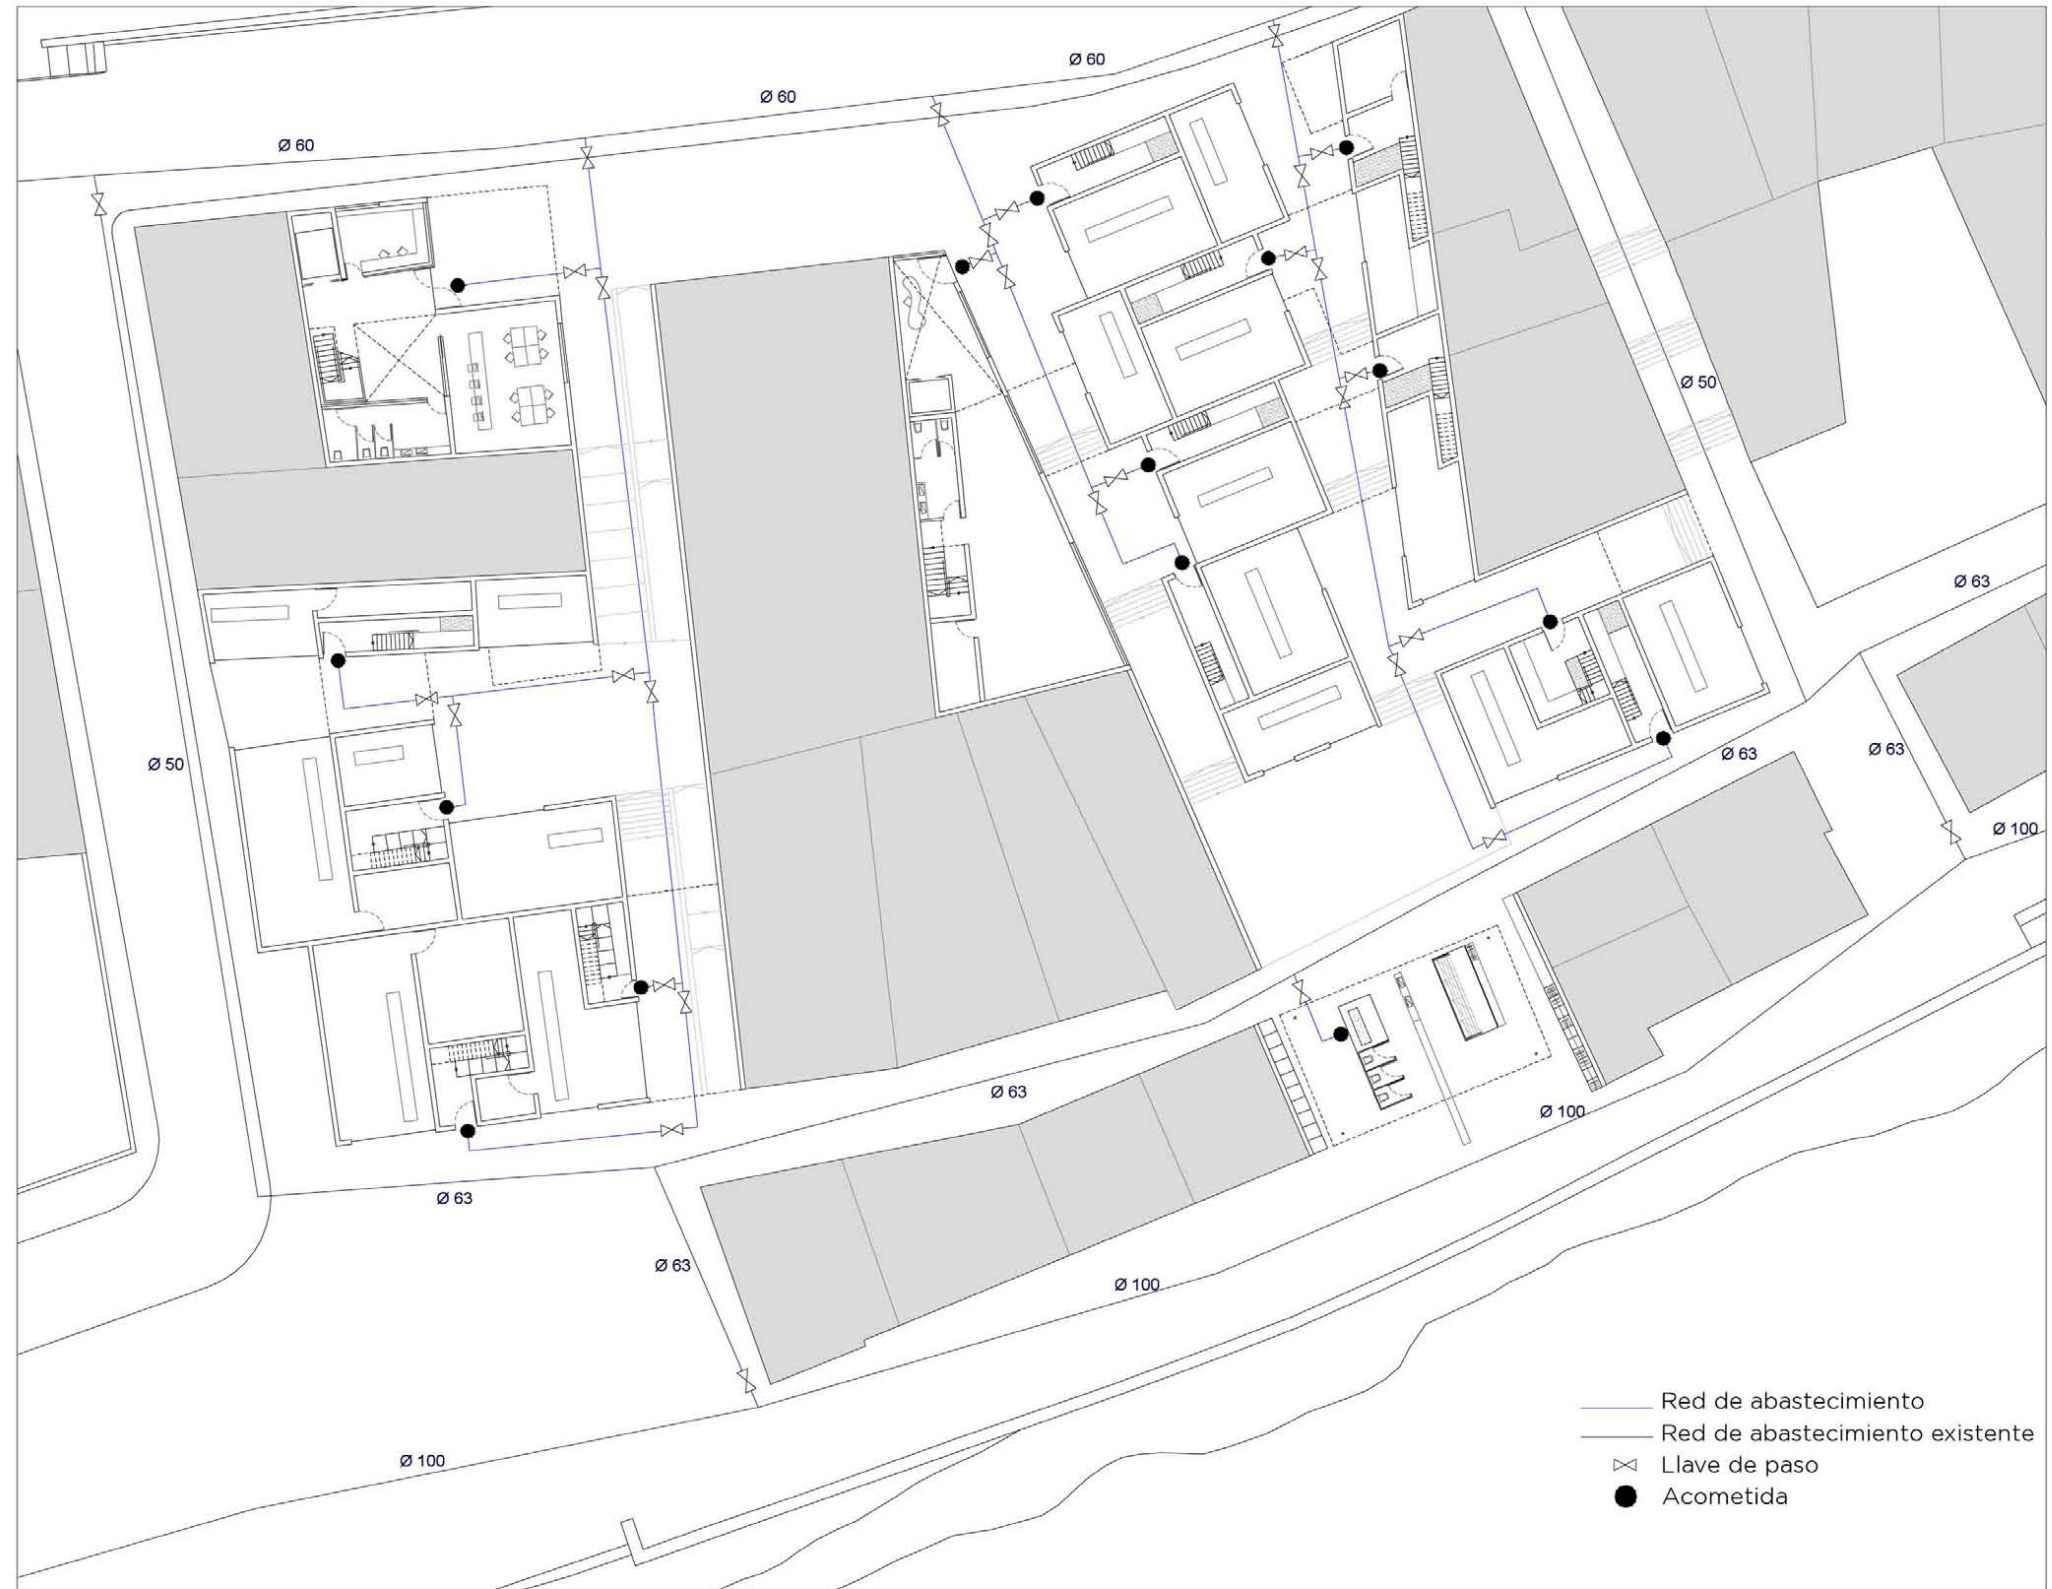 Ø 60
Ø 60
Ø 60
Ø 50
Ø 63
Ø 63
Ø 63
Ø 50
Ø 100
Ø 63
Ø 100
Ø 63
Ø 63
Ø 100
Ø 100
Red de abastecimiento
Red de abastecimiento existente
Llave de paso
Acometida